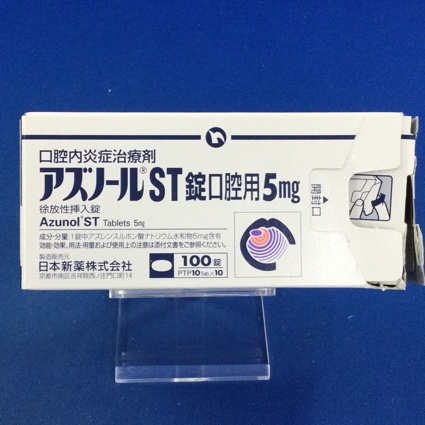 口腔内炎症治療剤
アズノール®ST錠口腔用5mg
徐放性挿入錠
Azunol®ST Tablets 5mg
成分・分量:1錠中アズレンスルホン酸ナトリウム水和物5mg含有
効能・効果、用法・用量および使用上の注意は添付文書をご参照ください。
製造販売元
日本新薬株式会社
京都市南区吉祥院西ノ庄門口町14
100錠
PTP10Tab.×10
開封口